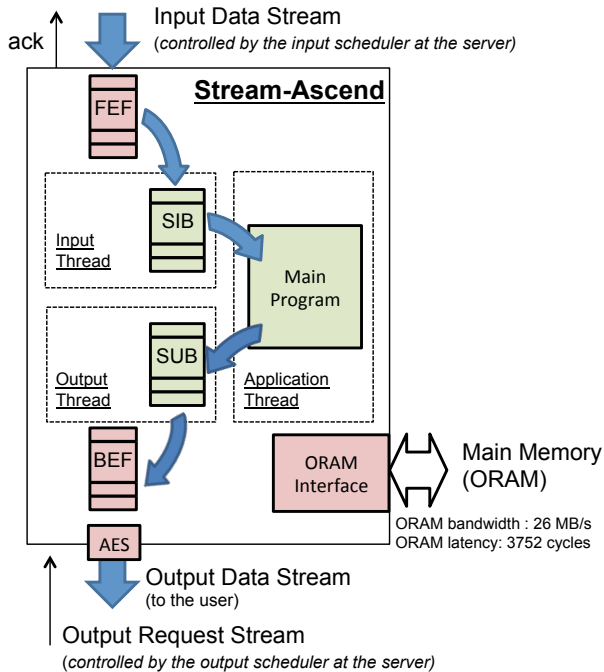 ack
Input Data Stream
(controlled by the input scheduler at the server)
Stream-Ascend
FEF
SIB
Input
Thread
Main
Program
SUB
Output
Thread
Application
Thread
BEF
ORAM
Interface
Main Memory
(ORAM)
ORAM bandwidth : 26 MB/s
ORAM latency: 3752 cycles
AES
Output Data Stream
(to the user)
Output Request Stream
(controlled by the output scheduler at the server)